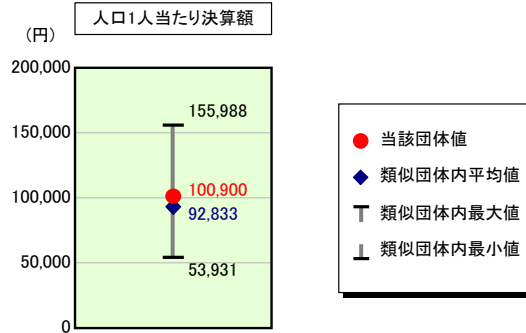 人口1人当たり決算額
（円）
200,000
150,000
100,000
50,000
0
155,988
100,900
92,833
53,931
当該団体値
類似団体内平均値
類似団体内最大値
類似団体内最小値